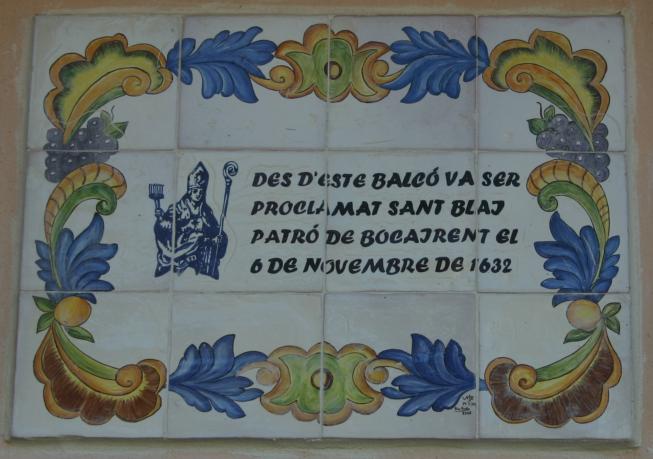 DES D'ESTE BALCÓ VA SER
PROCLAMAT SANT BLAI
PATRÓ DE BOCAIRENT EL
6 DE NOVEMBRE DE 1632